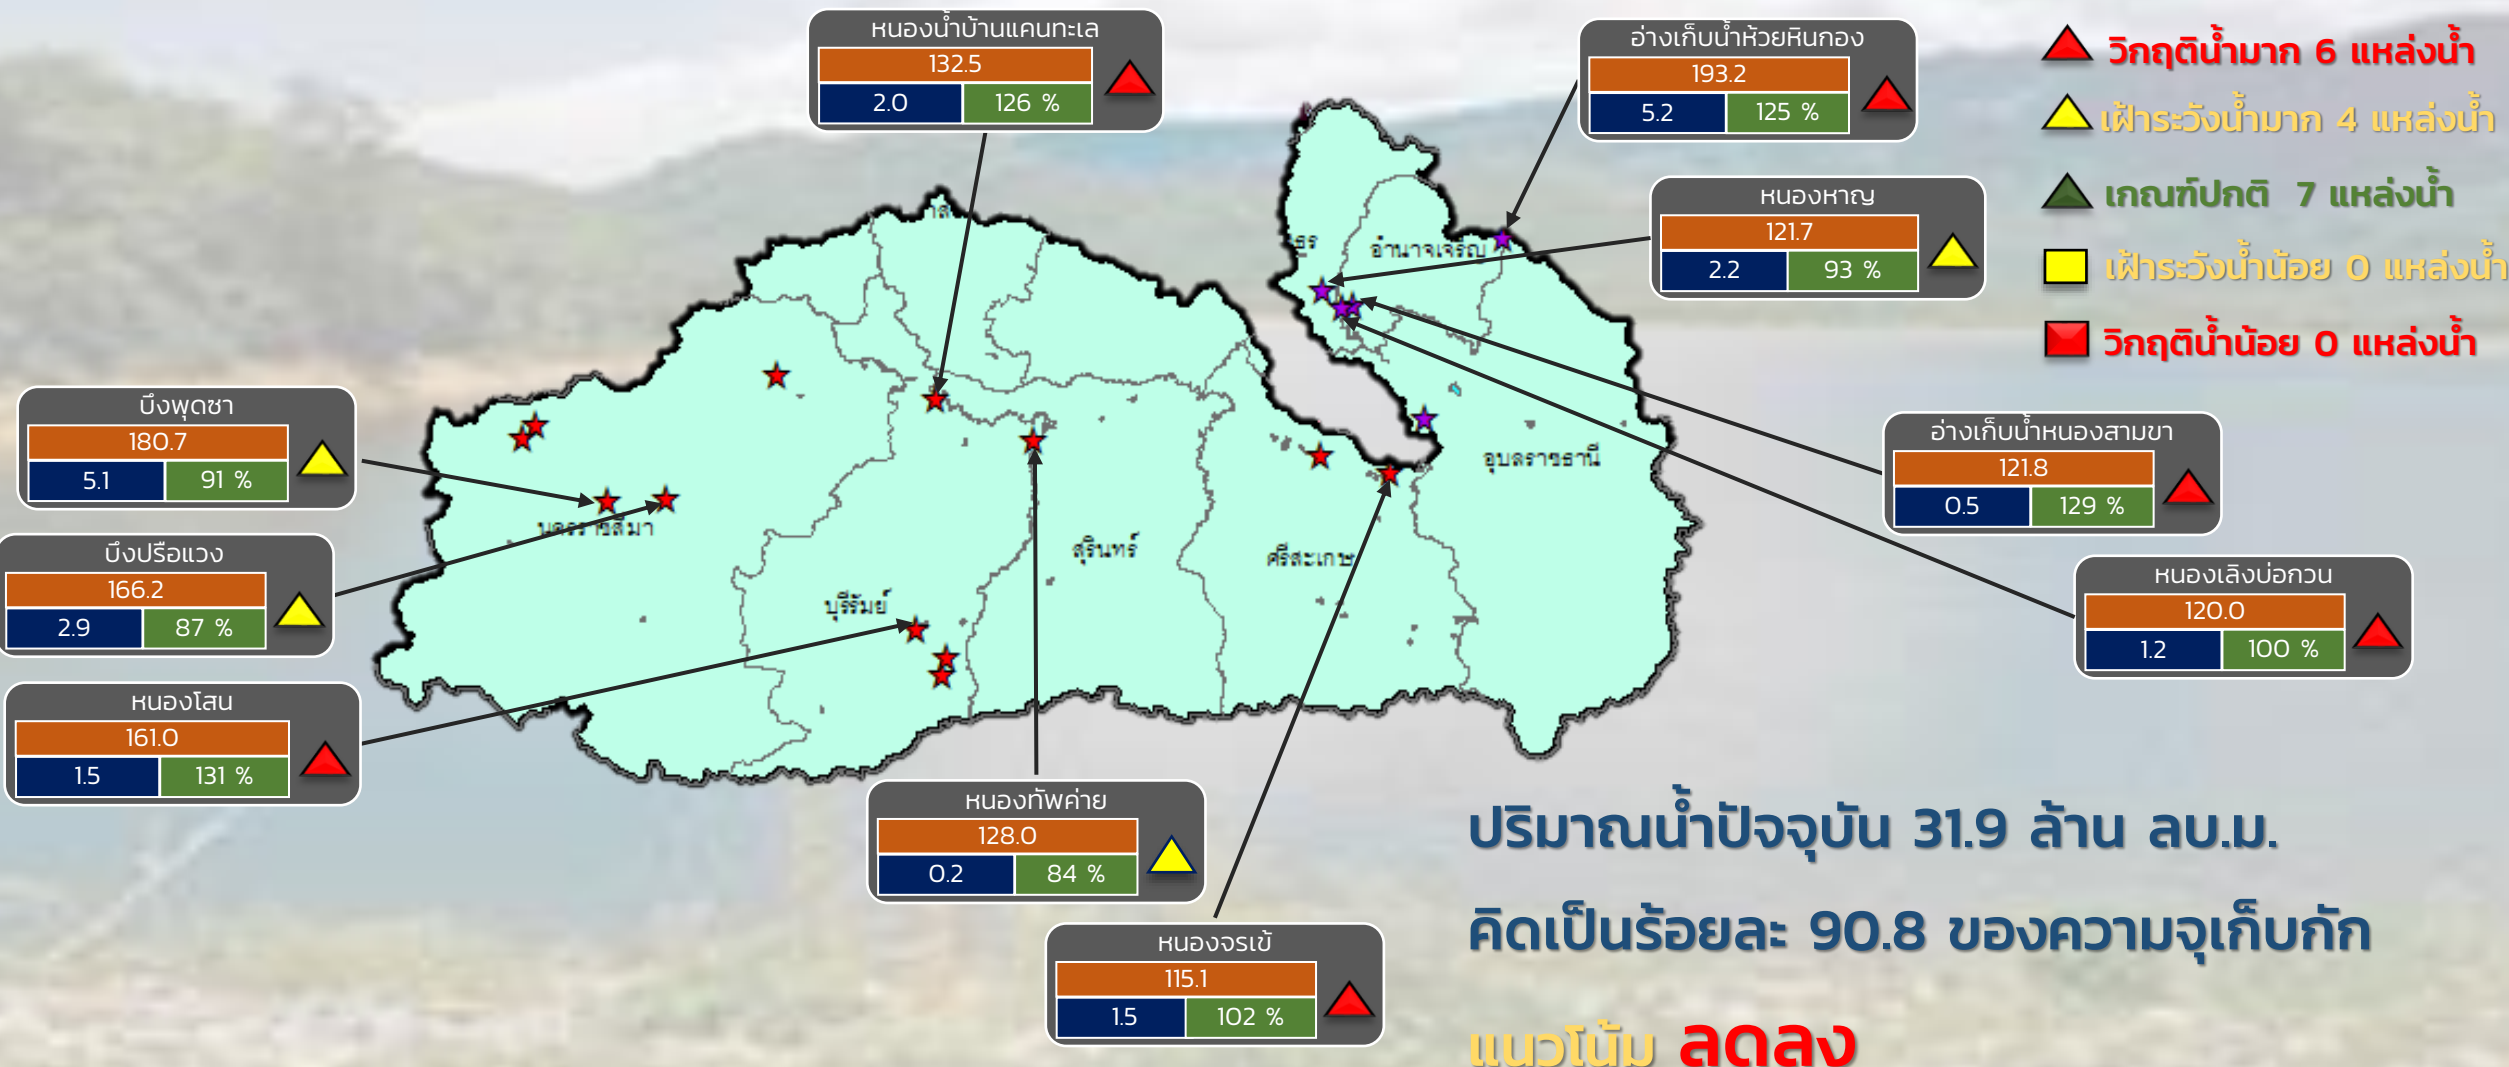 หนองน้ำบ้านแคนทะเล
132.5
2.0 126 %
อ่างเก็บน้ำห้วยหินกอง
193.2
5.2 125 %
หนองหาญ
121.7
2.2 93 %
วิกฤติน้ำมาก 6 แหล่งน้ำ
เฝ้าระวังน้ำมาก 4 แหล่งน้ำ
เกณฑ์ปกติ 7 แหล่งน้ำ
เฝ้าระวังน้ำน้อย 0 แหล่งน้ำ
วิกฤติน้ำน้อย 0 แหล่งน้ำ
อำนาจเจริญ
บึงพุดซา
180.7
5.1 91 %
อ่างเก็บน้ำหนองสามขา
121.8
0.5 129 %
อุบลราชธานี
นครราชสีมา
สุรินทร์
ศรีสะเกษ
บุรีรัมย์
บึงปรือแวง
166.2
2.9 87 %
หนองเลิงบ่อกวน
120.0
1.2 100 %
หนองโสน
161.0
1.5 131 %
หนองทัพค่าย
128.0
0.2 84 %
หนองจรเข้
115.1
1.5 102 %
ปริมาณน้ำปัจจุบัน 31.9 ล้าน ลบ.ม.
คิดเป็นร้อยละ 90.8 ของความจุเก็บกัก
แนวโน้ม ลดลง